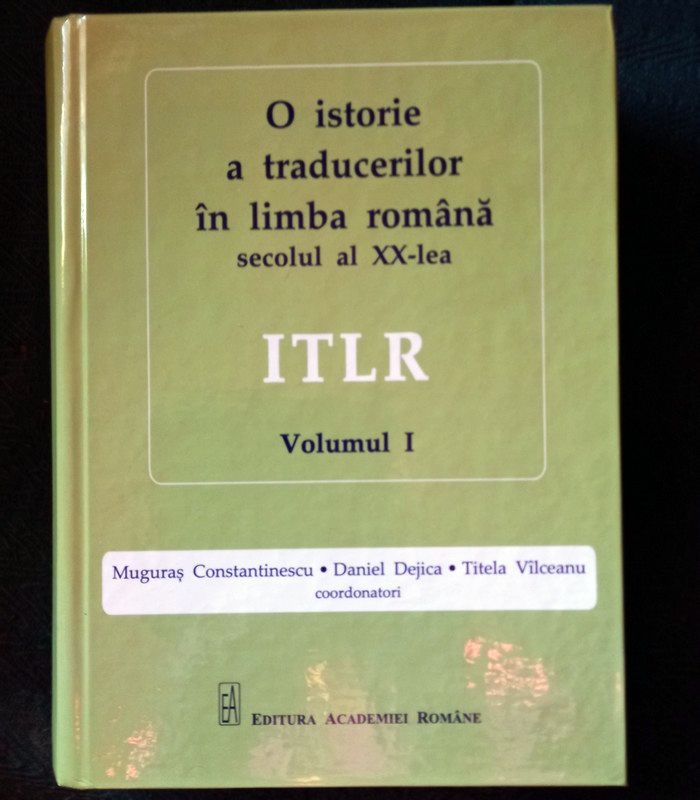 O istorie
a traducerilor
în limba română
secolul al XX-lea
ITLR
Volumul I
Muguraş Constantinescu • Daniel Dejica • Titela Vîlceanu
coordonatori
EA EDITURA ACADEMIEI ROMÂNE